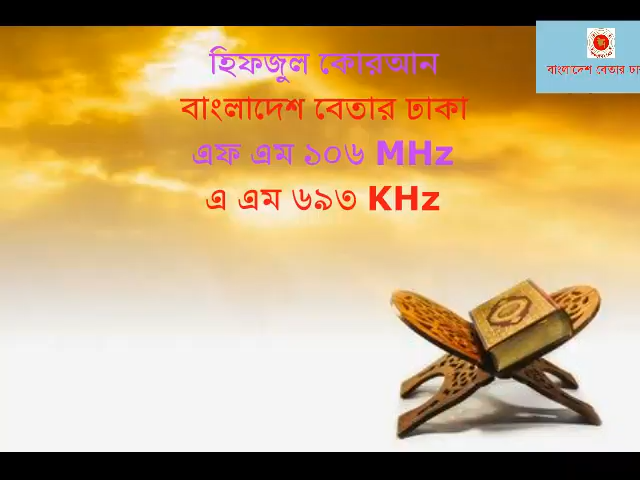 হিফজুল কোরআন
বাংলাদেশ বেতার ঢাকা
এফ এম ১০৬ MHz
এ এম ৬৯৩ KHz
বাংলাদেশ বেতার ঢা